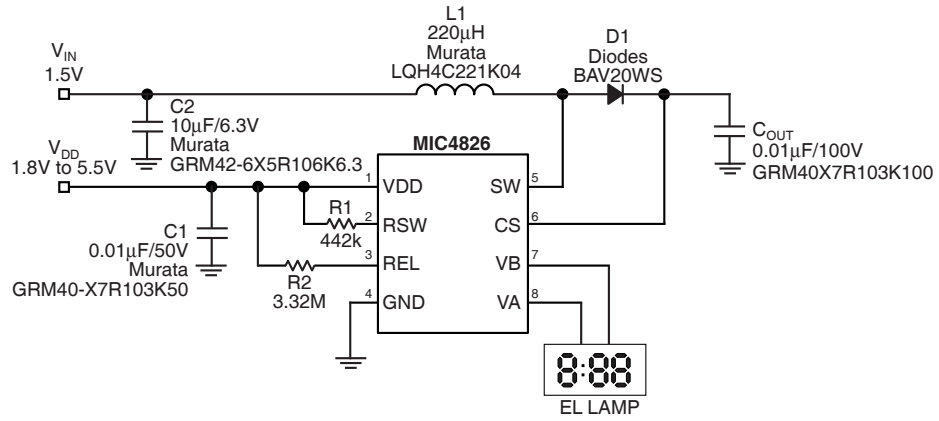 L1
220μH
Murata
LQH4C221K04
D1
Diodes
BAV20WS
VIN
1.5V
C2
10μF/6.3V
Murata
GRM42-6X5R106K6.3
COUT
0.01μF/100V
GRM40X7R103K100
VDD
1.8V to 5.5V
MIC4826
1 VDD SW 5
R1
442k
2 RSW CS 6
C1
0.01μF/50V
Murata
GRM40-X7R103K50
R2
3.32M
3 REL VB 7
4 GND VA 8
8:88
EL LAMP